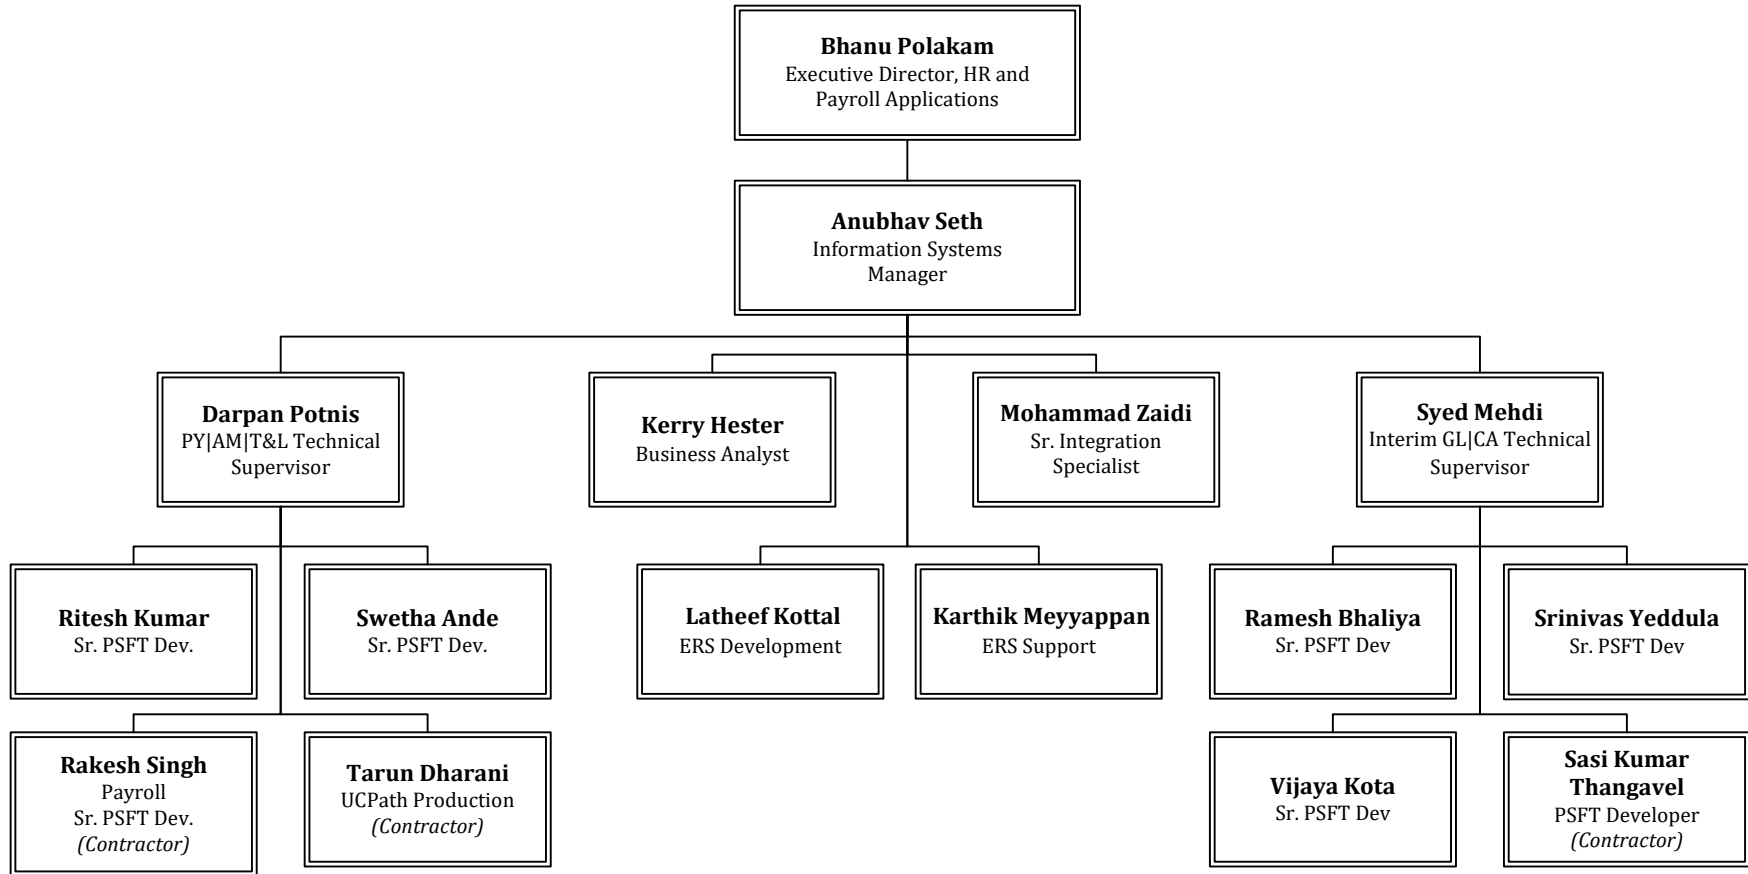 Bhanu Polakam
Executive Director, HR and
Payroll Applications
Anubhav Seth
Information Systems
Manager
Darpan Potnis
PY|AM|T&L Technical
Supervisor
Kerry Hester
Business Analyst
Mohammad Zaidi
Sr. Integration
Specialist
Syed Mehdi
Interim GL|CA Technical
Supervisor
Ritesh Kumar
Sr. PSFT Dev.
Swetha Ande
Sr. PSFT Dev.
Latheef Kottal
ERS Development
Karthik Meyyappan
ERS Support
Ramesh Bhaliya
Sr. PSFT Dev
Srinivas Yeddula
Sr. PSFT Dev
Rakesh Singh
Payroll
Sr. PSFT Dev.
(Contractor)
Tarun Dharani
UCPath Production
(Contractor)
Vijaya Kota
Sr. PSFT Dev
Sasi Kumar
Thangavel
PSFT Developer
(Contractor)